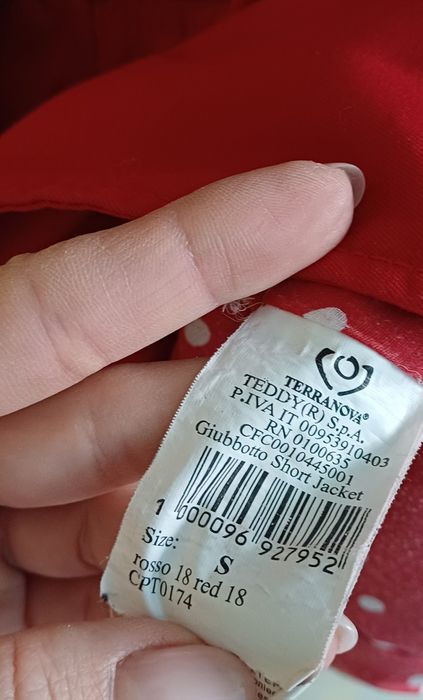 TERRANOVA®
TEDDY(R) S.p.A.
P.IVA IT 00953910403
RN 0100635
CFC0010445001
Giubbotto Short Jacket
1 000096 927952
Size: S
rosso 18 red 18
CPT0174